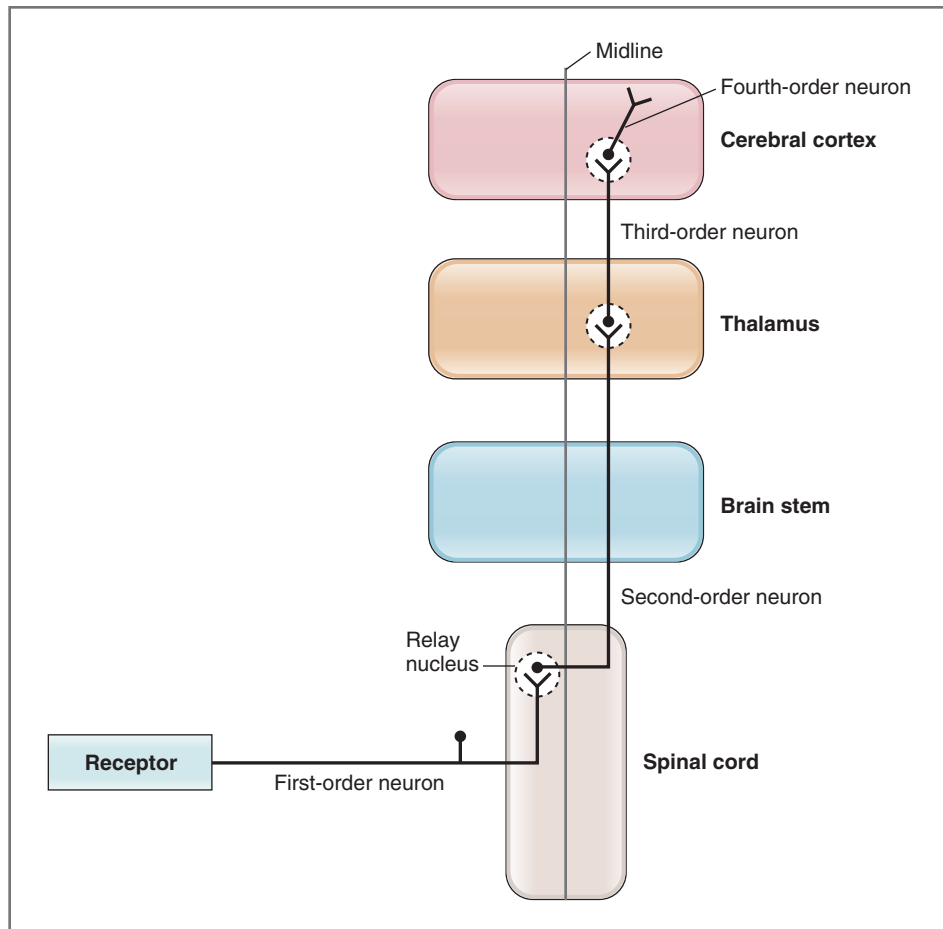 Midline
Fourth-order neuron
Cerebral cortex
Third-order neuron
Thalamus
Brain stem
Second-order neuron
Relay
nucleus
Receptor
First-order neuron
Spinal cord